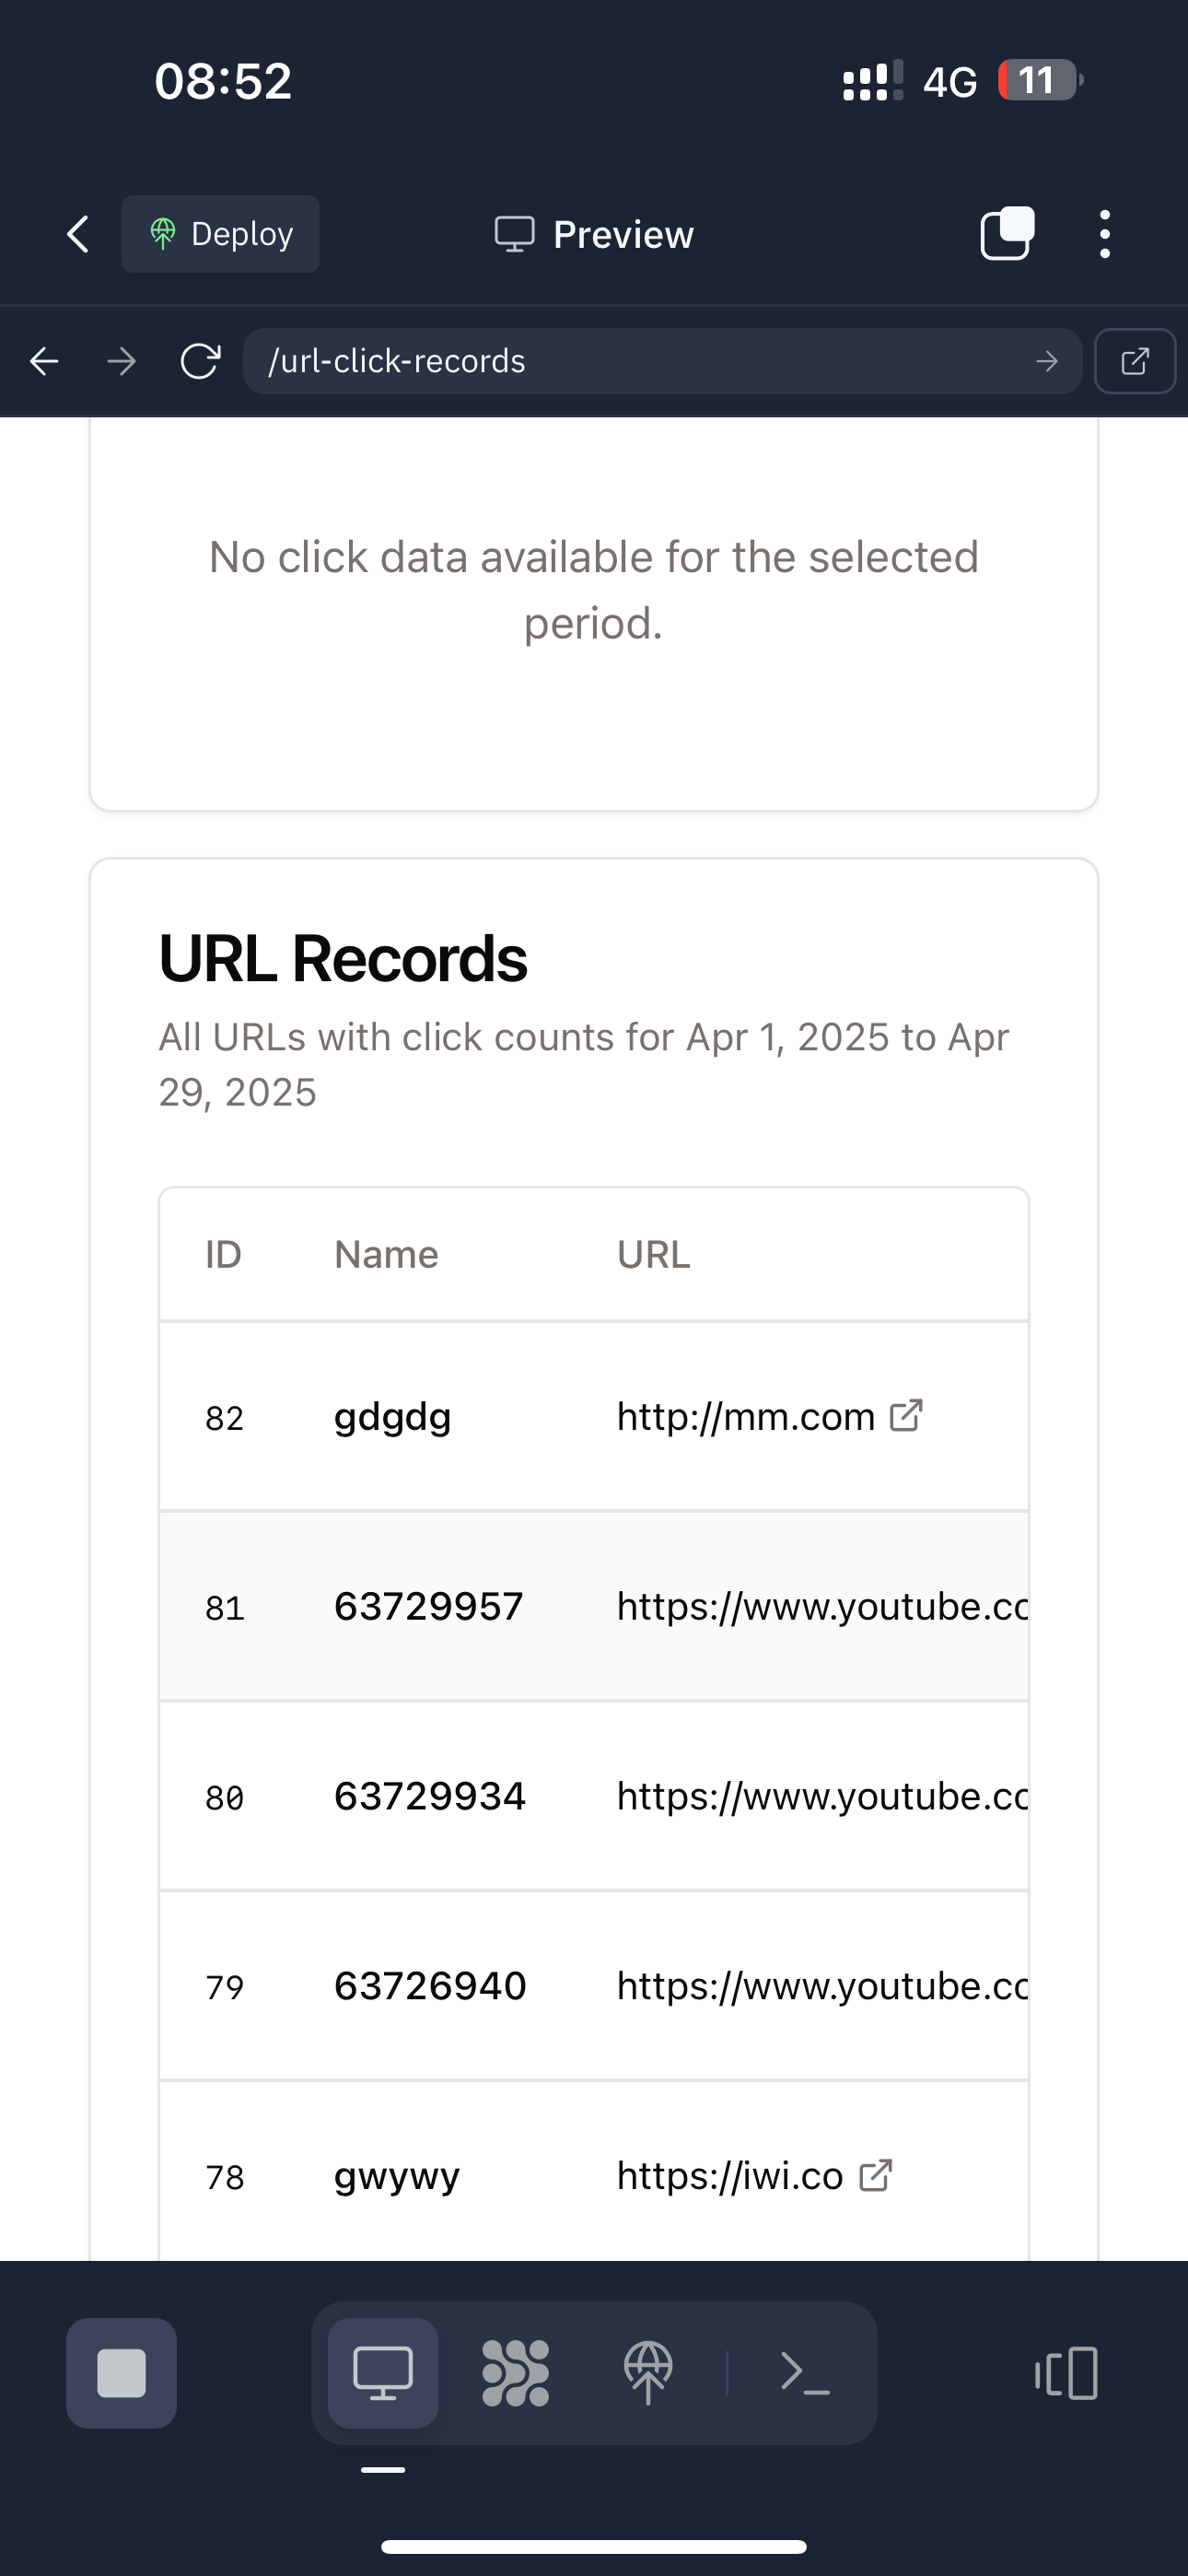 08:52
4G
11
Deploy
Preview
/url-click-records
No click data available for the selected
period.
URL Records
All URLs with click counts for Apr 1, 2025 to Apr
29, 2025
ID Name URL
82 gdgdg http://mm.com
81 63729957 https://www.youtube.co
80 63729934 https://www.youtube.co
79 63726940 https://www.youtube.co
78 gwywy https://iwi.co